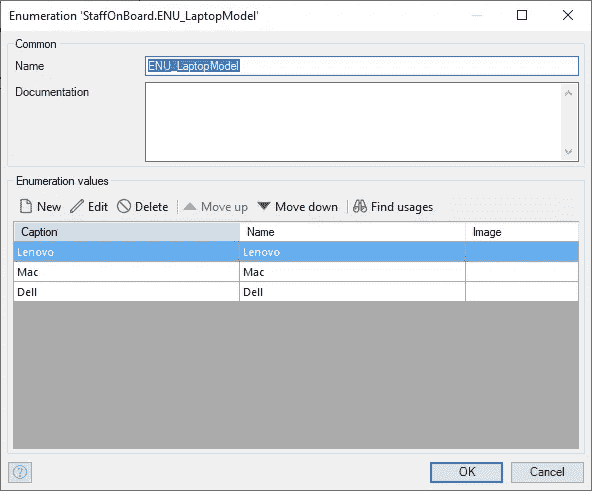 Enumeration 'StaffOnBoard.ENU_LaptopModel'
Common
Name ENU_LaptopModel
Documentation
Enumeration values
New Edit Delete Move up Move down Find usages
Caption Name Image
Lenovo Lenovo
Mac Mac
Dell Dell
? OK Cancel